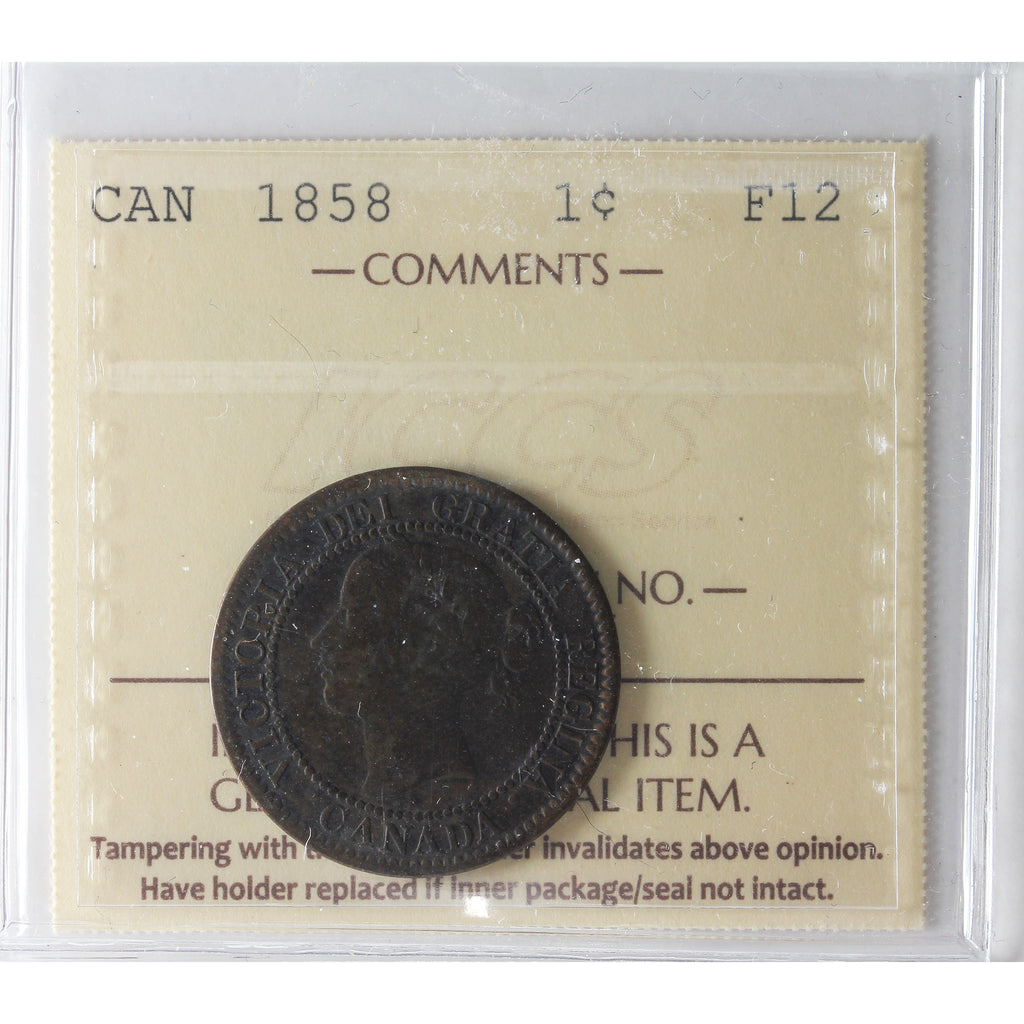 CAN 1858 1¢ F12
— COMMENTS —
ICCS
NO. —
HIS IS A
AL ITEM.
Tampering with invalidates above opinion.
Have holder replaced if inner package/seal not intact.
VICTORIA DEI GRATIA REGINA.
CANADA